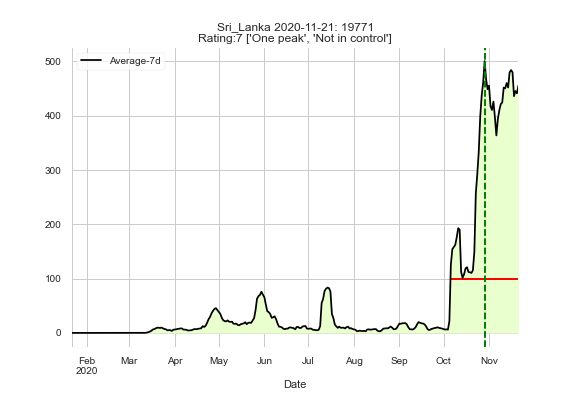 Sri_Lanka 2020-11-21: 19771
Rating:7 ['One peak', 'Not in control']
Average-7d
500
400
300
200
100
0
Feb Mar Apr May Jun Jul Aug Sep Oct Nov
2020
Date